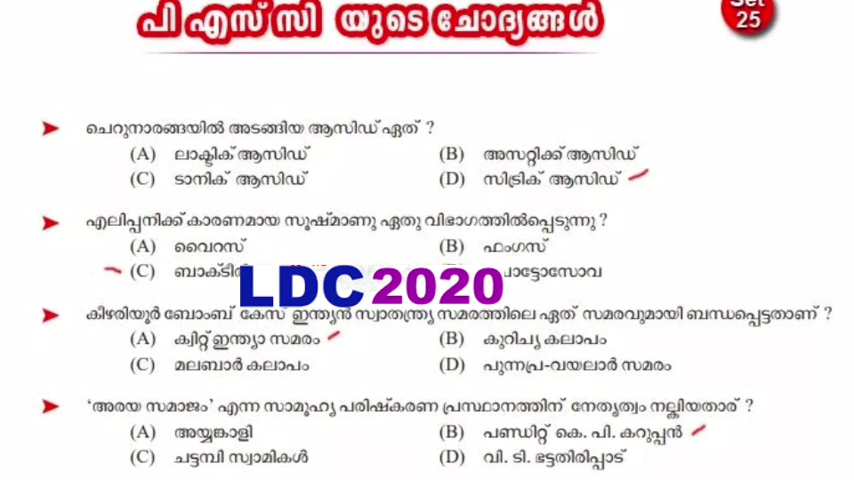 പി എസ് സി യുടെ ചോദ്യങ്ങൾ
Set
25
ചെറുനാരങ്ങയിൽ അടങ്ങിയ ആസിഡ് ഏത് ?
(A) ലാക്ടിക് ആസിഡ് (B) അസറ്റിക്ക് ആസിഡ്
(C) ടാനിക് ആസിഡ് (D) സിട്രിക് ആസിഡ്
എലിപ്പനിക്ക് കാരണമായ സൂഷ്മാണു ഏതു വിഭാഗത്തിൽപ്പെടുന്നു ?
(A) വൈറസ് (B) ഫംഗസ്
(C)
LDC 2020
കീഴരിയൂർ ബോംബ് കേസ് ഇന്ത്യൻ സ്വാതന്ത്ര്യ സമരത്തിലെ ഏത് സമരവുമായി ബന്ധപ്പെട്ടതാണ് ?
(A) ക്വിറ്റ് ഇന്ത്യാ സമരം (B) കുറിച്യ കലാപം
(C) മലബാർ കലാപം (D) പുന്നപ്ര-വയലാർ സമരം
'അരയ സമാജം' എന്ന സാമൂഹ്യ പരിഷ്കരണ പ്രസ്ഥാനത്തിന് നേതൃത്വം നല്കിയതാര് ?
(A) അയ്യങ്കാളി (B) പണ്ഡിറ്റ് കെ. പി. കറുപ്പൻ
(C) ചട്ടമ്പി സ്വാമികൾ (D) വി. ടി. ഭട്ടതിരിപ്പാട്